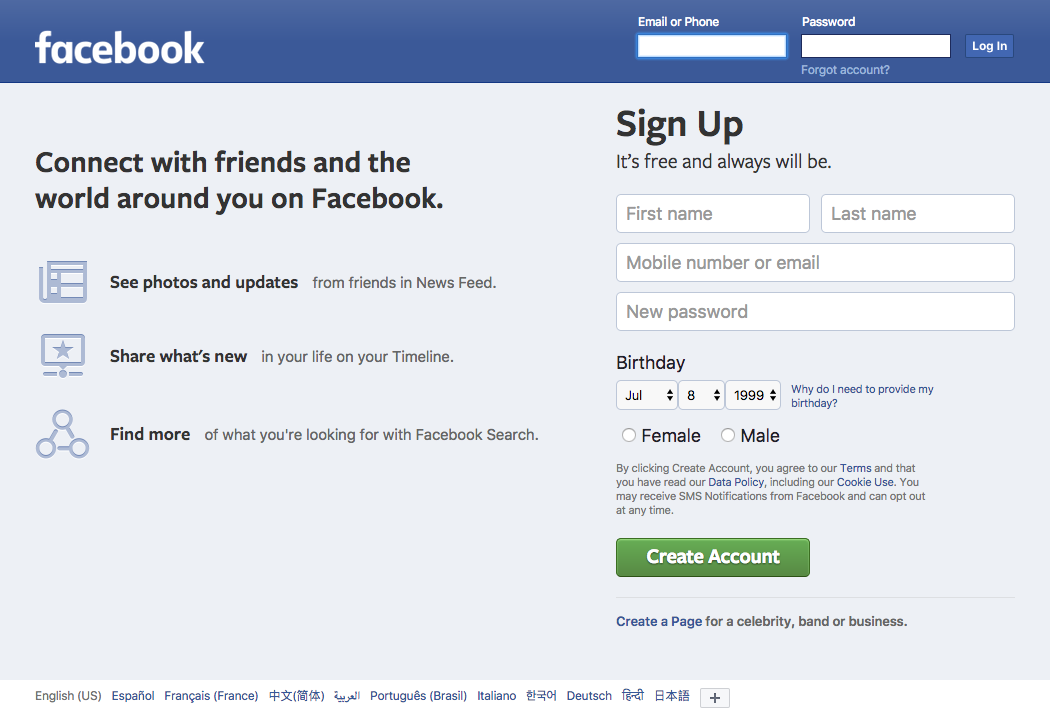 facebook
Email or Phone
Password
Log In
Forgot account?
Connect with friends and the
world around you on Facebook.
See photos and updates from friends in News Feed.
Share what's new in your life on your Timeline.
Find more of what you're looking for with Facebook Search.
Sign Up
It's free and always will be.
First name
Last name
Mobile number or email
New password
Birthday
Jul 8 1999
Why do I need to provide my
birthday?
Female Male
By clicking Create Account, you agree to our Terms and that
you have read our Data Policy, including our Cookie Use. You
may receive SMS Notifications from Facebook and can opt out
at any time.
Create Account
Create a Page for a celebrity, band or business.
English (US) Español Français (France) 中文(简体) العربية Português (Brasil) Italiano 한국어 Deutsch हिन्दी 日本語 +